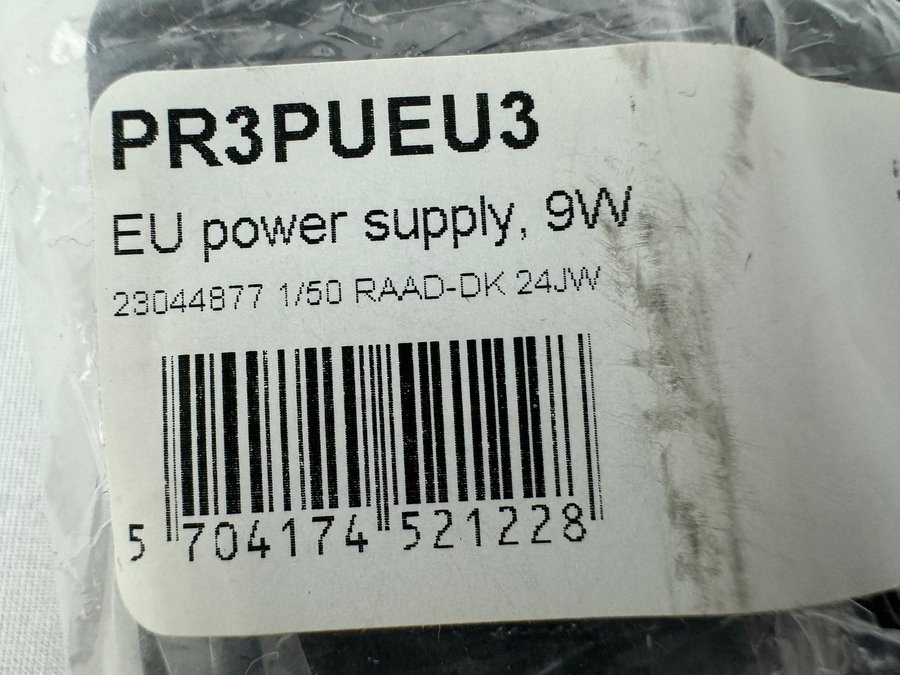 PR3PUEU3
EU power supply, 9W
23044877 1/50 RAAD-DK 24JW
5 704174 521228